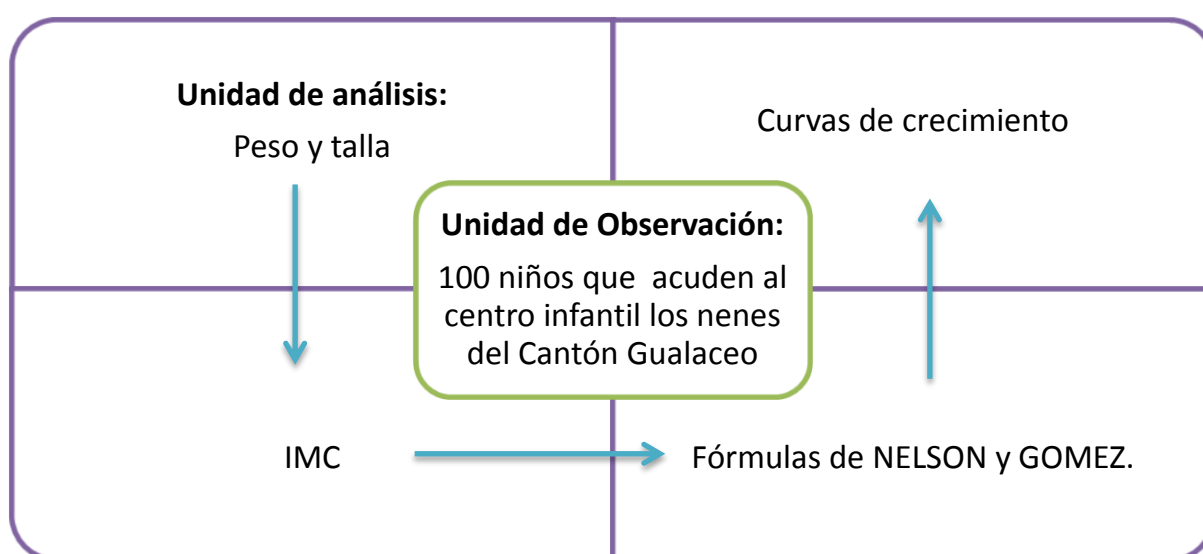 Unidad de análisis:
Peso y talla
Curvas de crecimiento
Unidad de Observación:
100 niños que acuden al
centro infantil los nenes
del Cantón Gualaceo
IMC
Fórmulas de NELSON y GOMEZ.